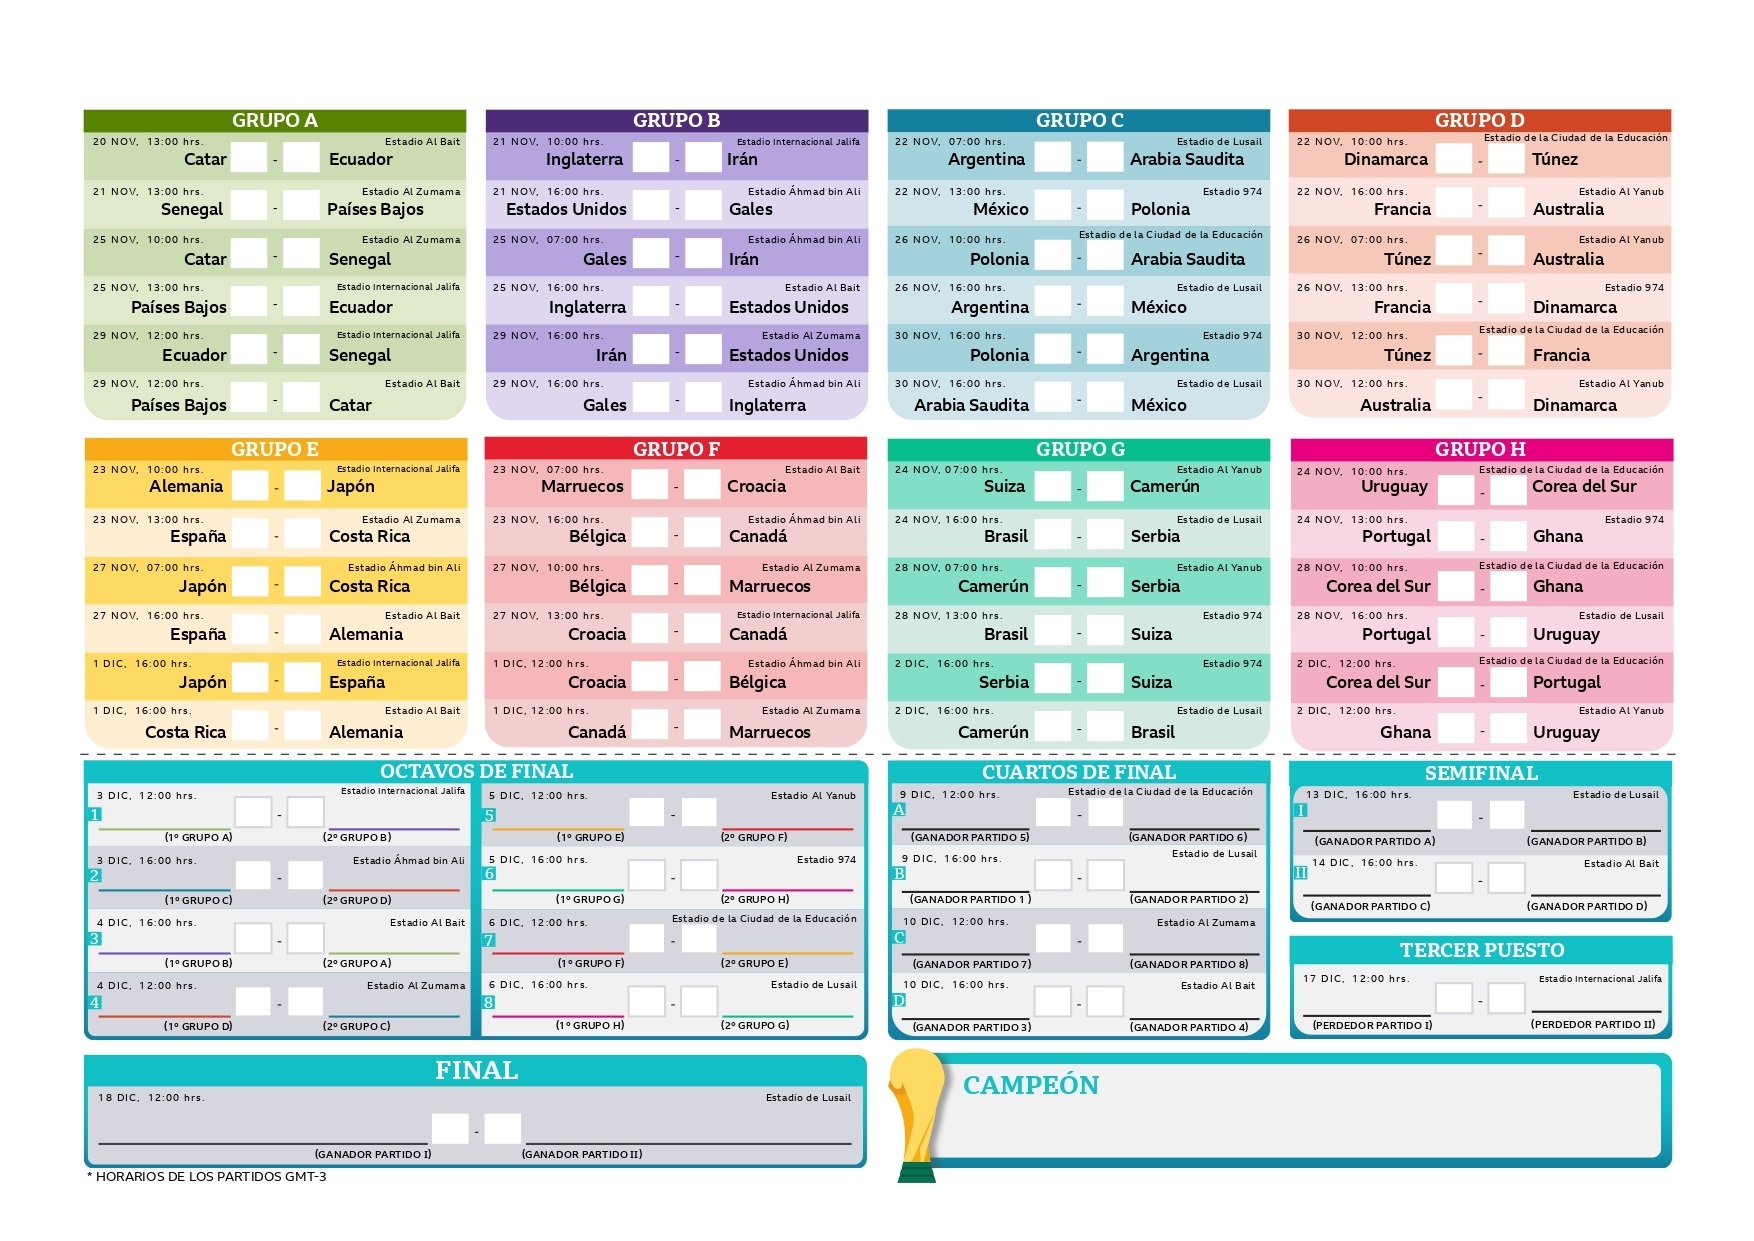 GRUPO A
20 NOV, 13:00 hrs. Estadio Al Bait
Catar - Ecuador
21 NOV, 13:00 hrs. Estadio Al Zumama
Senegal - Países Bajos
25 NOV, 10:00 hrs. Estadio Al Zumama
Catar - Senegal
25 NOV, 13:00 hrs. Estadio Internacional Jalifa
Países Bajos - Ecuador
29 NOV, 12:00 hrs. Estadio Internacional Jalifa
Ecuador - Senegal
29 NOV, 12:00 hrs. Estadio Al Bait
Países Bajos - Catar
GRUPO B
21 NOV, 10:00 hrs. Estadio Internacional Jalifa
Inglaterra - Irán
21 NOV, 16:00 hrs. Estadio Áhmad bin Ali
Estados Unidos - Gales
25 NOV, 07:00 hrs. Estadio Áhmad bin Ali
Gales - Irán
25 NOV, 16:00 hrs. Estadio Al Bait
Inglaterra - Estados Unidos
29 NOV, 16:00 hrs. Estadio Al Zumama
Irán - Estados Unidos
29 NOV, 16:00 hrs. Estadio Áhmad bin Ali
Gales - Inglaterra
GRUPO C
22 NOV, 07:00 hrs. Estadio de Lusail
Argentina - Arabia Saudita
22 NOV, 13:00 hrs. Estadio 974
México - Polonia
26 NOV, 10:00 hrs. Estadio de la Ciudad de la Educación
Polonia - Arabia Saudita
26 NOV, 16:00 hrs. Estadio de Lusail
Argentina - México
30 NOV, 16:00 hrs. Estadio 974
Polonia - Argentina
30 NOV, 16:00 hrs. Estadio de Lusail
Arabia Saudita - México
GRUPO D
22 NOV, 10:00 hrs. Estadio de la Ciudad de la Educación
Dinamarca - Túnez
22 NOV, 16:00 hrs. Estadio Al Yanub
Francia - Australia
26 NOV, 07:00 hrs. Estadio Al Yanub
Túnez - Australia
26 NOV, 13:00 hrs. Estadio 974
Francia - Dinamarca
30 NOV, 12:00 hrs. Estadio de la Ciudad de la Educación
Túnez - Francia
30 NOV, 12:00 hrs. Estadio Al Yanub
Australia - Dinamarca
GRUPO E
23 NOV, 10:00 hrs. Estadio Internacional Jalifa
Alemania - Japón
23 NOV, 13:00 hrs. Estadio Al Zumama
España - Costa Rica
27 NOV, 07:00 hrs. Estadio Áhmad bin Ali
Japón - Costa Rica
27 NOV, 16:00 hrs. Estadio Al Bait
España - Alemania
1 DIC, 16:00 hrs. Estadio Internacional Jalifa
Japón - España
1 DIC, 16:00 hrs. Estadio Al Bait
Costa Rica - Alemania
GRUPO F
23 NOV, 07:00 hrs. Estadio Al Bait
Marruecos - Croacia
23 NOV, 16:00 hrs. Estadio Áhmad bin Ali
Bélgica - Canadá
27 NOV, 10:00 hrs. Estadio Al Zumama
Bélgica - Marruecos
27 NOV, 13:00 hrs. Estadio Internacional Jalifa
Croacia - Canadá
1 DIC, 12:00 hrs. Estadio Áhmad bin Ali
Croacia - Bélgica
1 DIC, 12:00 hrs. Estadio Al Zumama
Canadá - Marruecos
GRUPO G
24 NOV, 07:00 hrs. Estadio Al Yanub
Suiza - Camerún
24 NOV, 16:00 hrs. Estadio de Lusail
Brasil - Serbia
28 NOV, 07:00 hrs. Estadio Al Yanub
Camerún - Serbia
28 NOV, 13:00 hrs. Estadio 974
Brasil - Suiza
2 DIC, 16:00 hrs. Estadio 974
Serbia - Suiza
2 DIC, 16:00 hrs. Estadio de Lusail
Camerún - Brasil
GRUPO H
24 NOV, 10:00 hrs. Estadio de la Ciudad de la Educación
Uruguay - Corea del Sur
24 NOV, 13:00 hrs. Estadio 974
Portugal - Ghana
28 NOV, 10:00 hrs. Estadio de la Ciudad de la Educación
Corea del Sur - Ghana
28 NOV, 16:00 hrs. Estadio de Lusail
Portugal - Uruguay
2 DIC, 12:00 hrs. Estadio de la Ciudad de la Educación
Corea del Sur - Portugal
2 DIC, 12:00 hrs. Estadio Al Yanub
Ghana - Uruguay
OCTAVOS DE FINAL
3 DIC, 12:00 hrs. Estadio Internacional Jalifa
1 -
(1º GRUPO A) (2º GRUPO B)
3 DIC, 16:00 hrs. Estadio Áhmad bin Ali
2 -
(1º GRUPO C) (2º GRUPO D)
4 DIC, 16:00 hrs. Estadio Al Bait
3 -
(1º GRUPO B) (2º GRUPO A)
4 DIC, 12:00 hrs. Estadio Al Zumama
4 -
(1º GRUPO D) (2º GRUPO C)
5 DIC, 12:00 hrs. Estadio Al Yanub
5 -
(1º GRUPO E) (2º GRUPO F)
5 DIC, 16:00 hrs. Estadio 974
6 -
(1º GRUPO G) (2º GRUPO H)
6 DIC, 12:00 hrs. Estadio de la Ciudad de la Educación
7 -
(1º GRUPO F) (2º GRUPO E)
6 DIC, 16:00 hrs. Estadio de Lusail
8 -
(1º GRUPO H) (2º GRUPO G)
CUARTOS DE FINAL
9 DIC, 12:00 hrs. Estadio de la Ciudad de la Educación
A -
(GANADOR PARTIDO 5) (GANADOR PARTIDO 6)
9 DIC, 16:00 hrs. Estadio de Lusail
B -
(GANADOR PARTIDO 1 ) (GANADOR PARTIDO 2)
10 DIC, 12:00 hrs. Estadio Al Zumama
C -
(GANADOR PARTIDO 7) (GANADOR PARTIDO 8)
10 DIC, 16:00 hrs. Estadio Al Bait
D -
(GANADOR PARTIDO 3) (GANADOR PARTIDO 4)
SEMIFINAL
13 DIC, 16:00 hrs. Estadio de Lusail
I -
(GANADOR PARTIDO A) (GANADOR PARTIDO B)
14 DIC, 16:00 hrs. Estadio Al Bait
II -
(GANADOR PARTIDO C) (GANADOR PARTIDO D)
TERCER PUESTO
17 DIC, 12:00 hrs. Estadio Internacional Jalifa
-
(PERDEDOR PARTIDO I) (PERDEDOR PARTIDO II)
FINAL
18 DIC, 12:00 hrs. Estadio de Lusail
-
(GANADOR PARTIDO I) (GANADOR PARTIDO II)
CAMPEÓN
* HORARIOS DE LOS PARTIDOS GMT-3